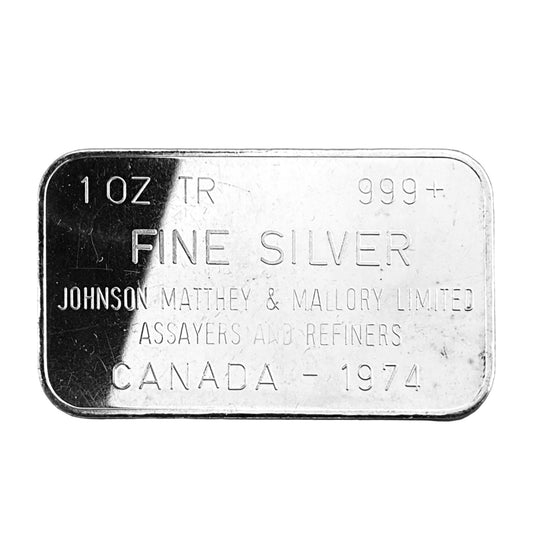 1 OZ TR 999+
FINE SILVER
JOHNSON MATTHEY & MALLORY LIMITED
ASSAYERS AND REFINERS
CANADA - 1974